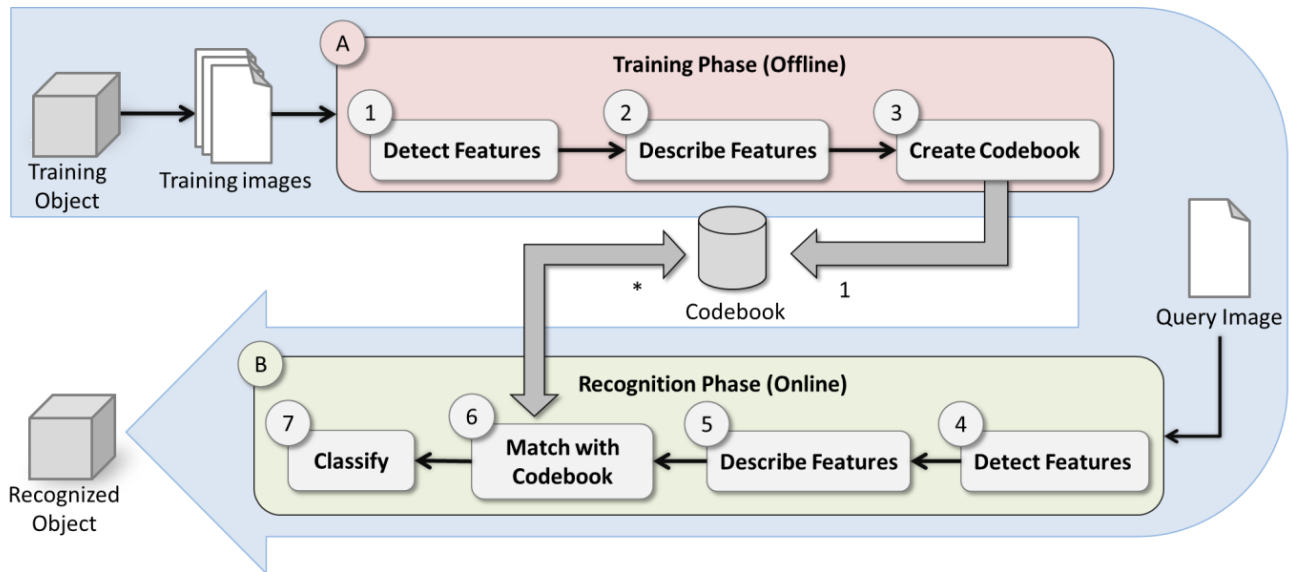 A
Training Phase (Offline)
1
2
3
Detect Features
Describe Features
Create Codebook
Training
Object
Training images
*
1
Codebook
Query Image
B
Recognition Phase (Online)
7
6
5
4
Classify
Match with
Codebook
Describe Features
Detect Features
Recognized
Object